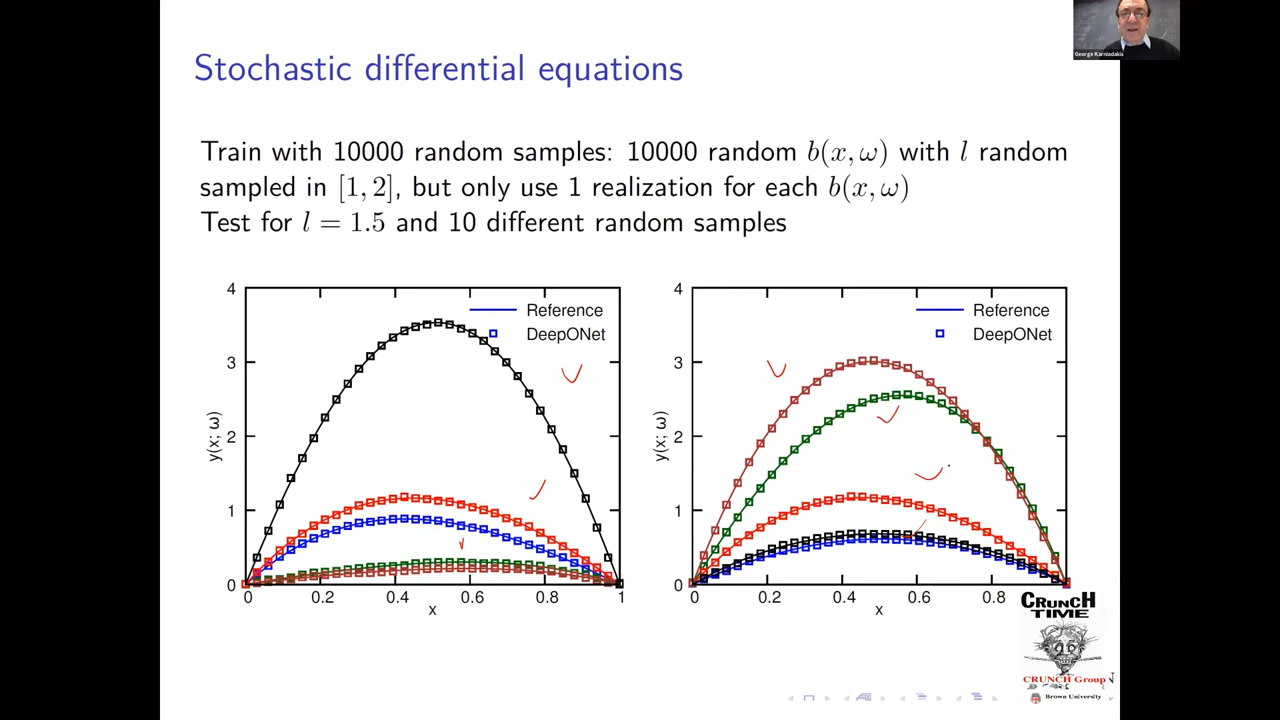 George Karniadakis
Stochastic differential equations
Train with 10000 random samples: 10000 random b(x, ω) with l random
sampled in [1, 2], but only use 1 realization for each b(x, ω)
Test for l = 1.5 and 10 different random samples
4
3
2
1
0
y(x; ω)
Reference
DeepONet
0 0.2 0.4 0.6 0.8 1
x
4
3
2
1
0
y(x; ω)
Reference
DeepONet
0 0.2 0.4 0.6 0.8
x
CRUNCH
TIME
CRUNCH Group
Brown University